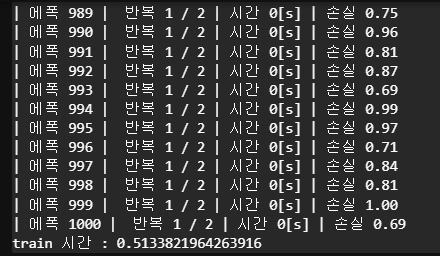 | 에폭 989 |  반복 1 / 2 | 시간 0[s] | 손실 0.75
| 에폭 990 |  반복 1 / 2 | 시간 0[s] | 손실 0.96
| 에폭 991 |  반복 1 / 2 | 시간 0[s] | 손실 0.81
| 에폭 992 |  반복 1 / 2 | 시간 0[s] | 손실 0.87
| 에폭 993 |  반복 1 / 2 | 시간 0[s] | 손실 0.69
| 에폭 994 |  반복 1 / 2 | 시간 0[s] | 손실 0.99
| 에폭 995 |  반복 1 / 2 | 시간 0[s] | 손실 0.97
| 에폭 996 |  반복 1 / 2 | 시간 0[s] | 손실 0.71
| 에폭 997 |  반복 1 / 2 | 시간 0[s] | 손실 0.84
| 에폭 998 |  반복 1 / 2 | 시간 0[s] | 손실 0.81
| 에폭 999 |  반복 1 / 2 | 시간 0[s] | 손실 1.00
| 에폭 1000 |  반복 1 / 2 | 시간 0[s] | 손실 0.69
train 시간 : 0.5133821964263916